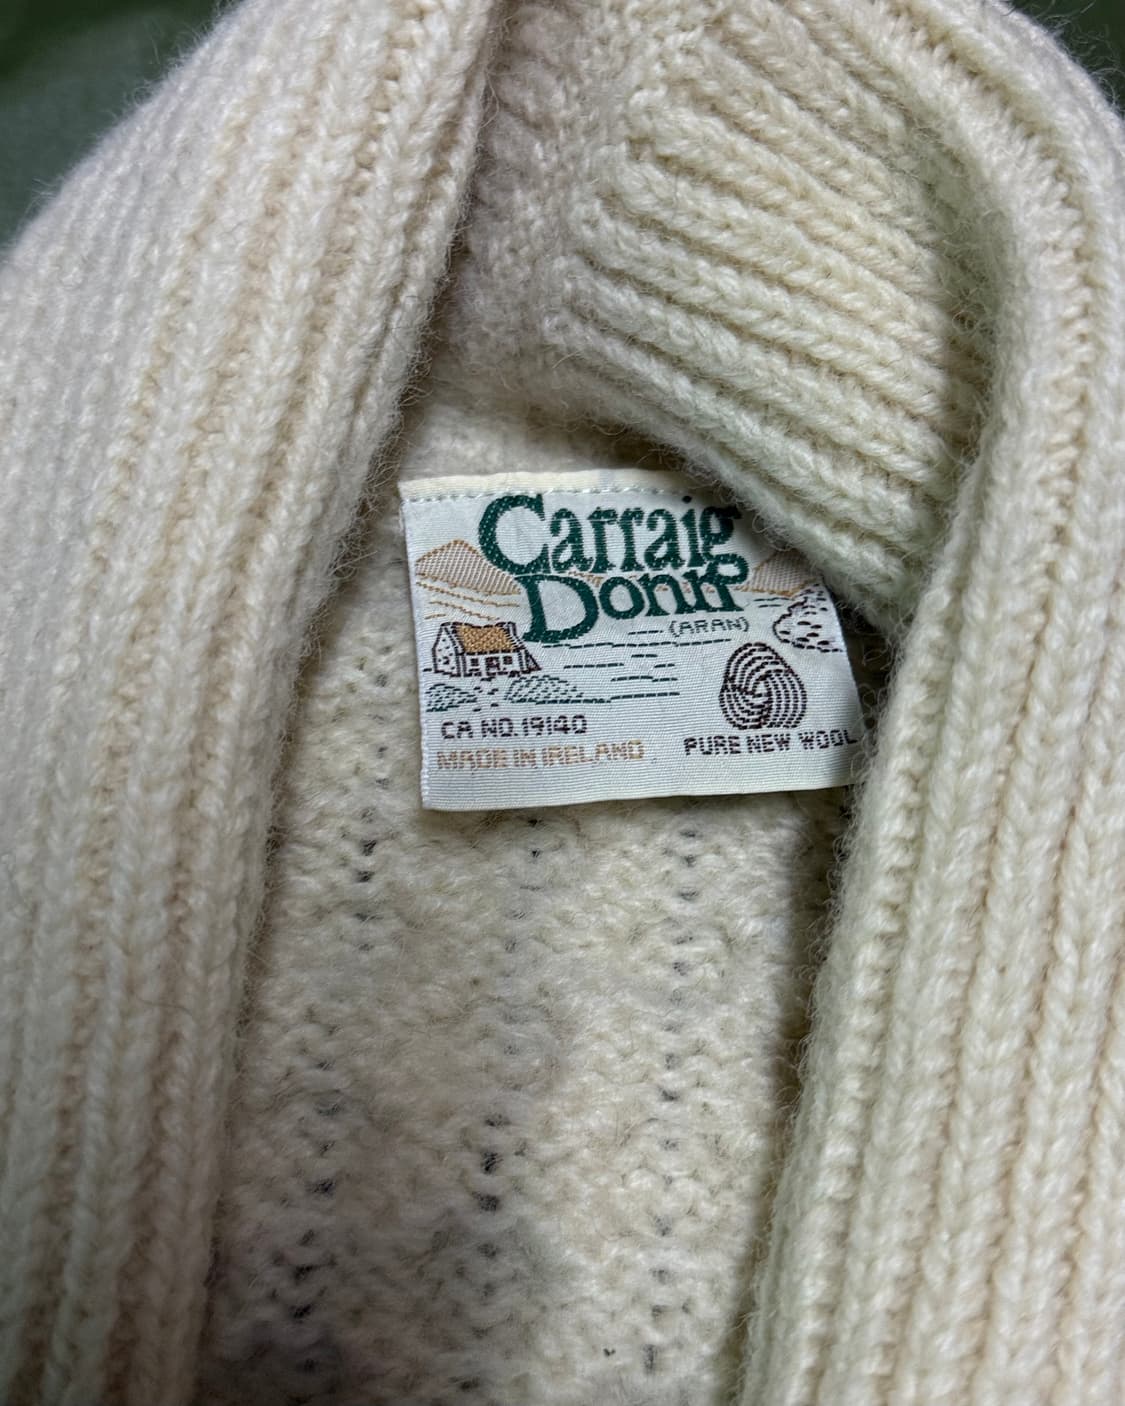 Carraig
Donn
(ARAN)
CA NO. 19140
MADE IN IRELAND
PURE NEW WOOL